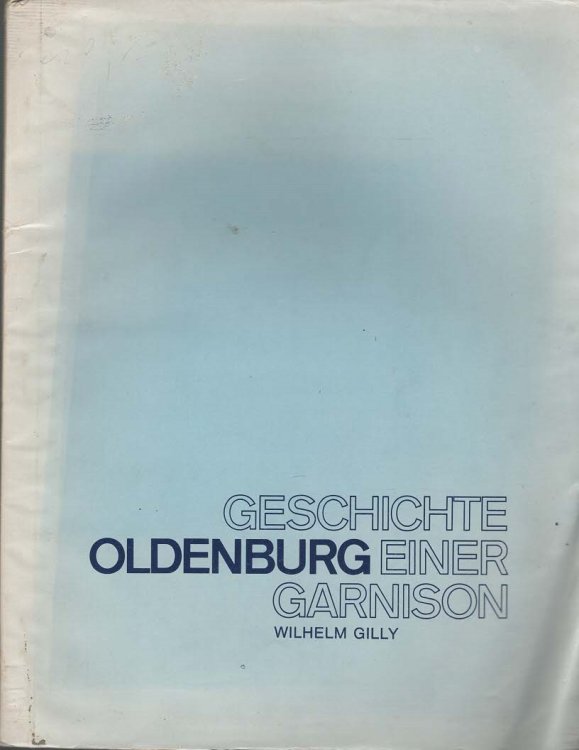 GESCHICHTE
OLDENBURG EINER
GARNISON
WILHELM GILLY